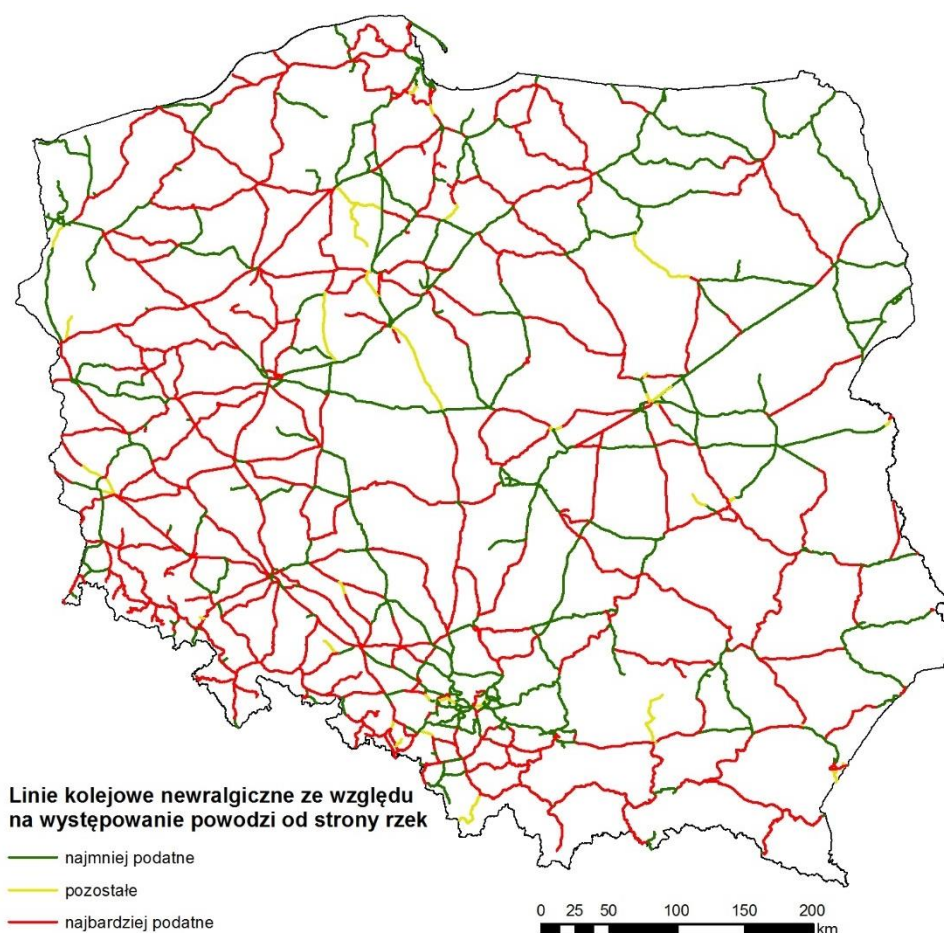 Linie kolejowe newralgiczne ze względu
na występowanie powodzi od strony rzek
najmniej podatne
pozostałe
najbardziej podatne
0 25 50 100 150 200
km